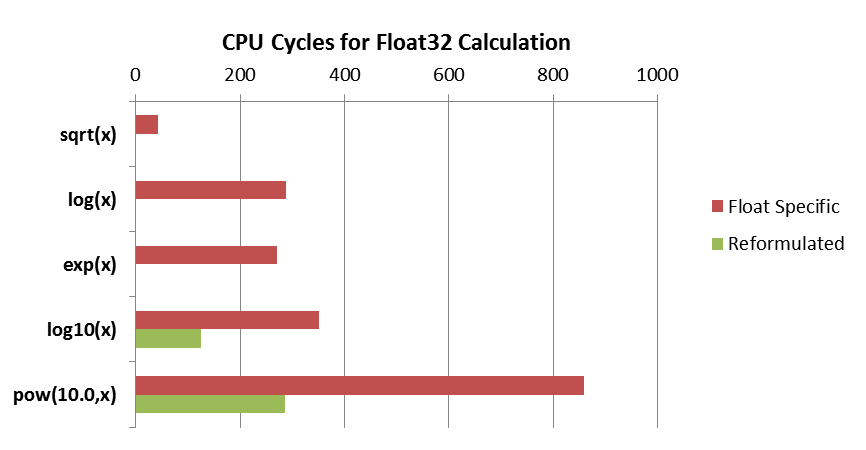 CPU Cycles for Float32 Calculation
0 200 400 600 800 1000
sqrt(x)
log(x)
exp(x)
log10(x)
pow(10.0,x)
Float Specific
Reformulated